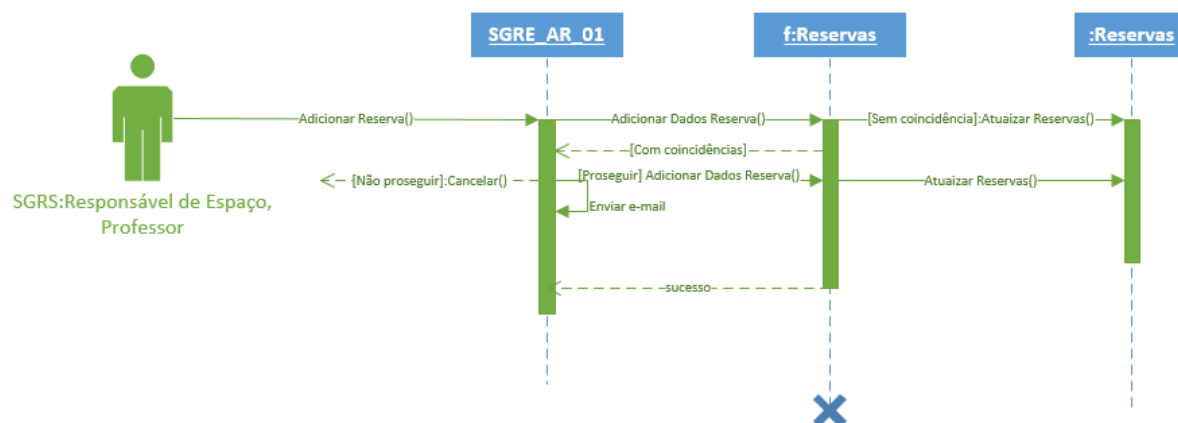 SGRE_AR_01
f:Reservas
:Reservas
Adicionar Reserva()
Adicionar Dados Reserva()
[Sem coincidência]:Atuaizar Reservas()
[Com coincidências]
[Não proseguir]:Cancelar()
[Proseguir] Adicionar Dados Reserva()
Atuaizar Reservas()
Enviar e-mail
SGRS:Responsável de Espaço,
Professor
sucesso